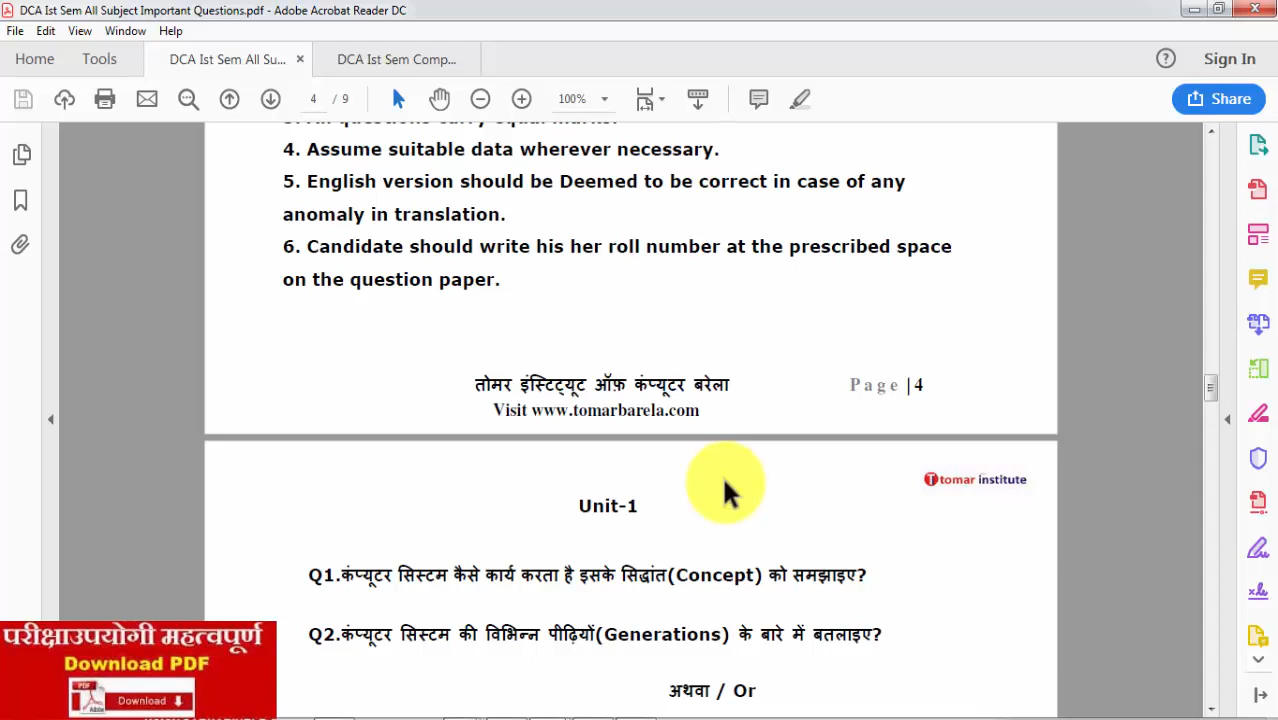 DCA Ist Sem All Subject Important Questions.pdf - Adobe Acrobat Reader DC
File Edit View Window Help
Home Tools DCA Ist Sem All Su... × DCA Ist Sem Comp... ? Sign In
4 / 9 100% Share
4. Assume suitable data wherever necessary.
5. English version should be Deemed to be correct in case of any
anomaly in translation.
6. Candidate should write his her roll number at the prescribed space
on the question paper.
तोमर इंस्टिट्यूट ऑफ़ कंप्यूटर बरेला Page | 4
Visit www.tomarbarela.com
tomar institute
Unit-1
Q1.कंप्यूटर सिस्टम कैसे कार्य करता है इसके सिद्धांत(Concept) को समझाइए?
Q2.कंप्यूटर सिस्टम की विभिन्न पीढ़ियों(Generations) के बारे में बतलाइए?
अथवा / Or
परीक्षाउपयोगी महत्वपूर्ण
Download PDF
PDF Download